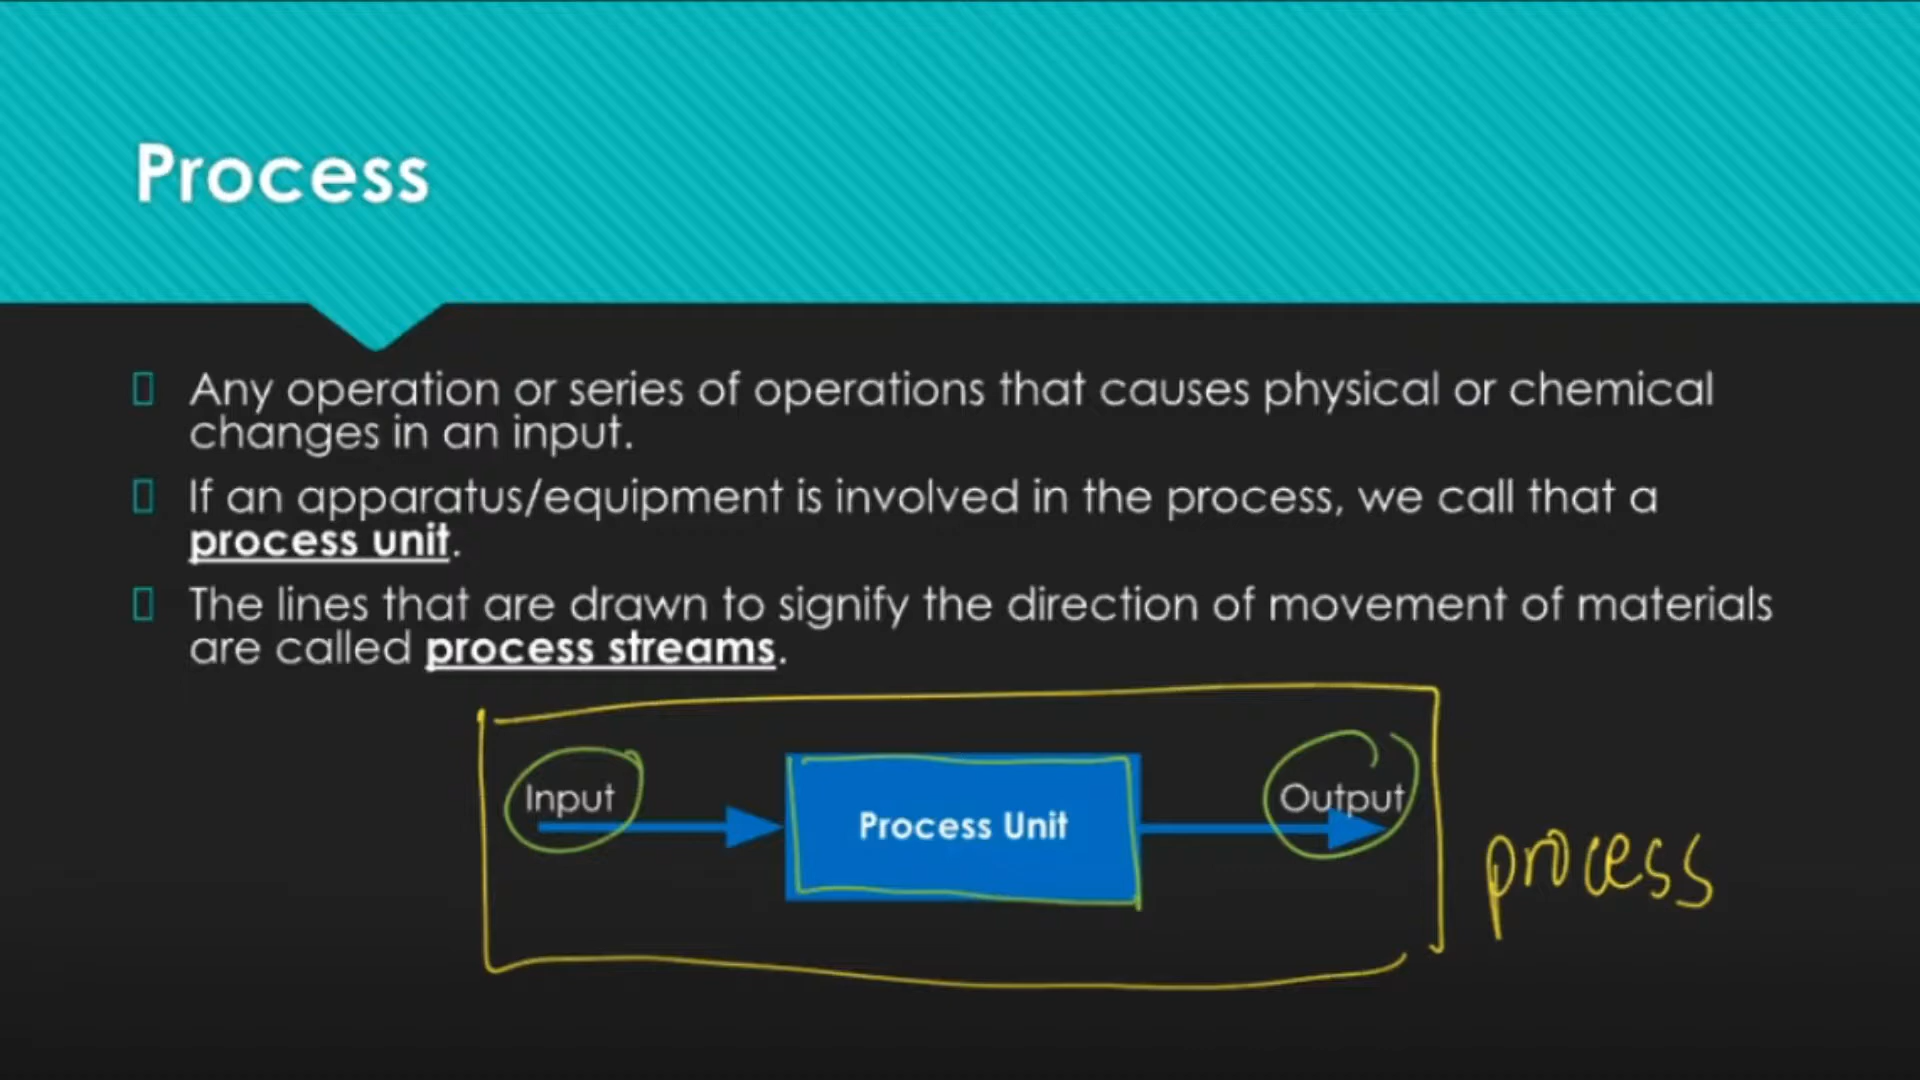 Process
Any operation or series of operations that causes physical or chemical
changes in an input.
If an apparatus/equipment is involved in the process, we call that a
process unit.
The lines that are drawn to signify the direction of movement of materials
are called process streams.
Input
Process Unit
Output
process